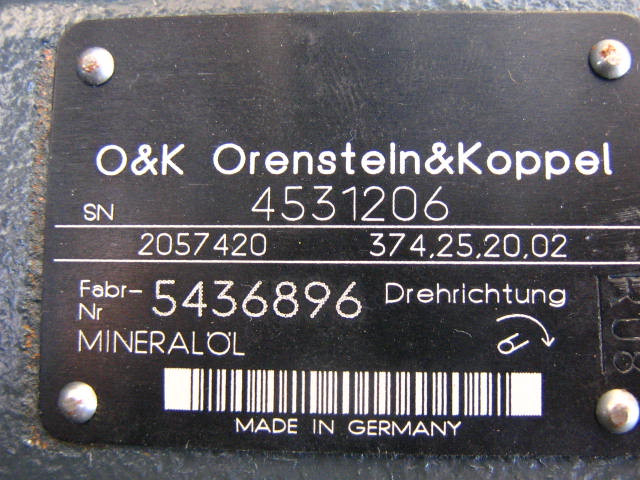 O&K Orenstein&Koppel
SN 4531206
2057420 374,25,20,02
Fabr-Nr 5436896 Drehrichtung
MINERALÖL
MADE IN GERMANY